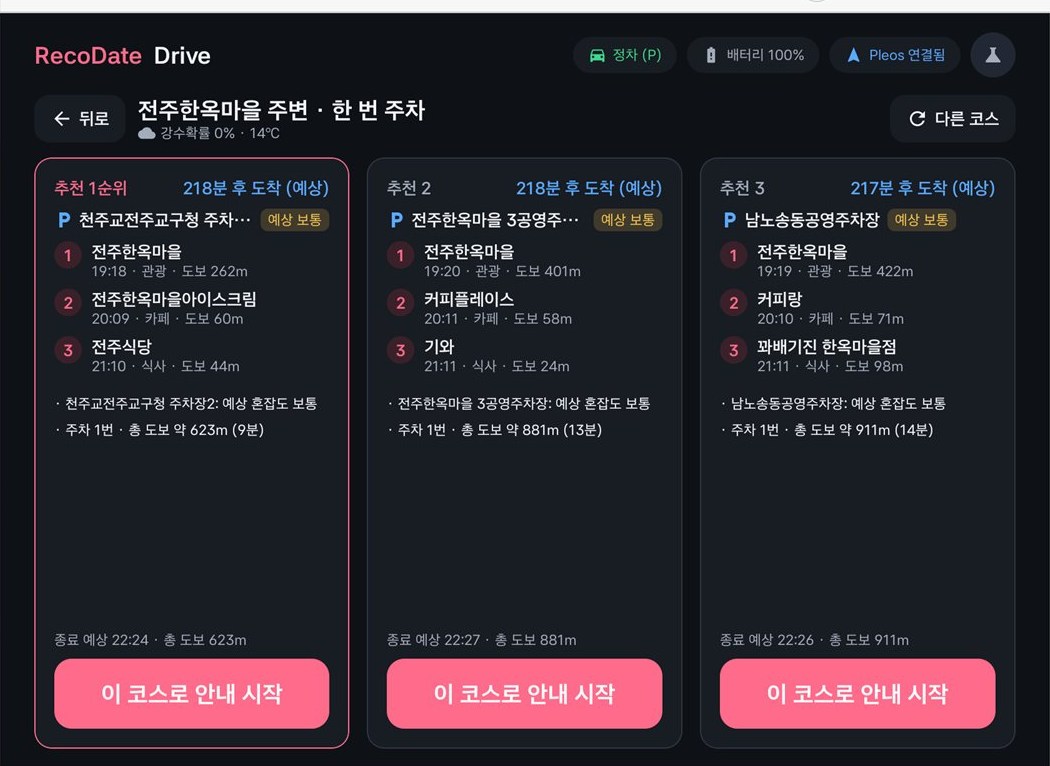 RecoDate Drive
정차 (P)
배터리 100%
Pleos 연결됨
뒤로
전주한옥마을 주변 · 한 번 주차
강수확률 0% · 14℃
다른 코스
추천 1순위
218분 후 도착 (예상)
P 천주교전주교구청 주차···
예상 보통
1 전주한옥마을
19:18 · 관광 · 도보 262m
2 전주한옥마을아이스크림
20:09 · 카페 · 도보 60m
3 전주식당
21:10 · 식사 · 도보 44m
· 천주교전주교구청 주차장2: 예상 혼잡도 보통
· 주차 1번 · 총 도보 약 623m (9분)
종료 예상 22:24 · 총 도보 623m
이 코스로 안내 시작
추천 2
218분 후 도착 (예상)
P 전주한옥마을 3공영주···
예상 보통
1 전주한옥마을
19:20 · 관광 · 도보 401m
2 커피플레이스
20:11 · 카페 · 도보 58m
3 기와
21:11 · 식사 · 도보 24m
· 전주한옥마을 3공영주차장: 예상 혼잡도 보통
· 주차 1번 · 총 도보 약 881m (13분)
종료 예상 22:27 · 총 도보 881m
이 코스로 안내 시작
추천 3
217분 후 도착 (예상)
P 남노송동공영주차장
예상 보통
1 전주한옥마을
19:19 · 관광 · 도보 422m
2 커피랑
20:10 · 카페 · 도보 71m
3 꽈배기진 한옥마을점
21:11 · 식사 · 도보 98m
· 남노송동공영주차장: 예상 혼잡도 보통
· 주차 1번 · 총 도보 약 911m (14분)
종료 예상 22:26 · 총 도보 911m
이 코스로 안내 시작